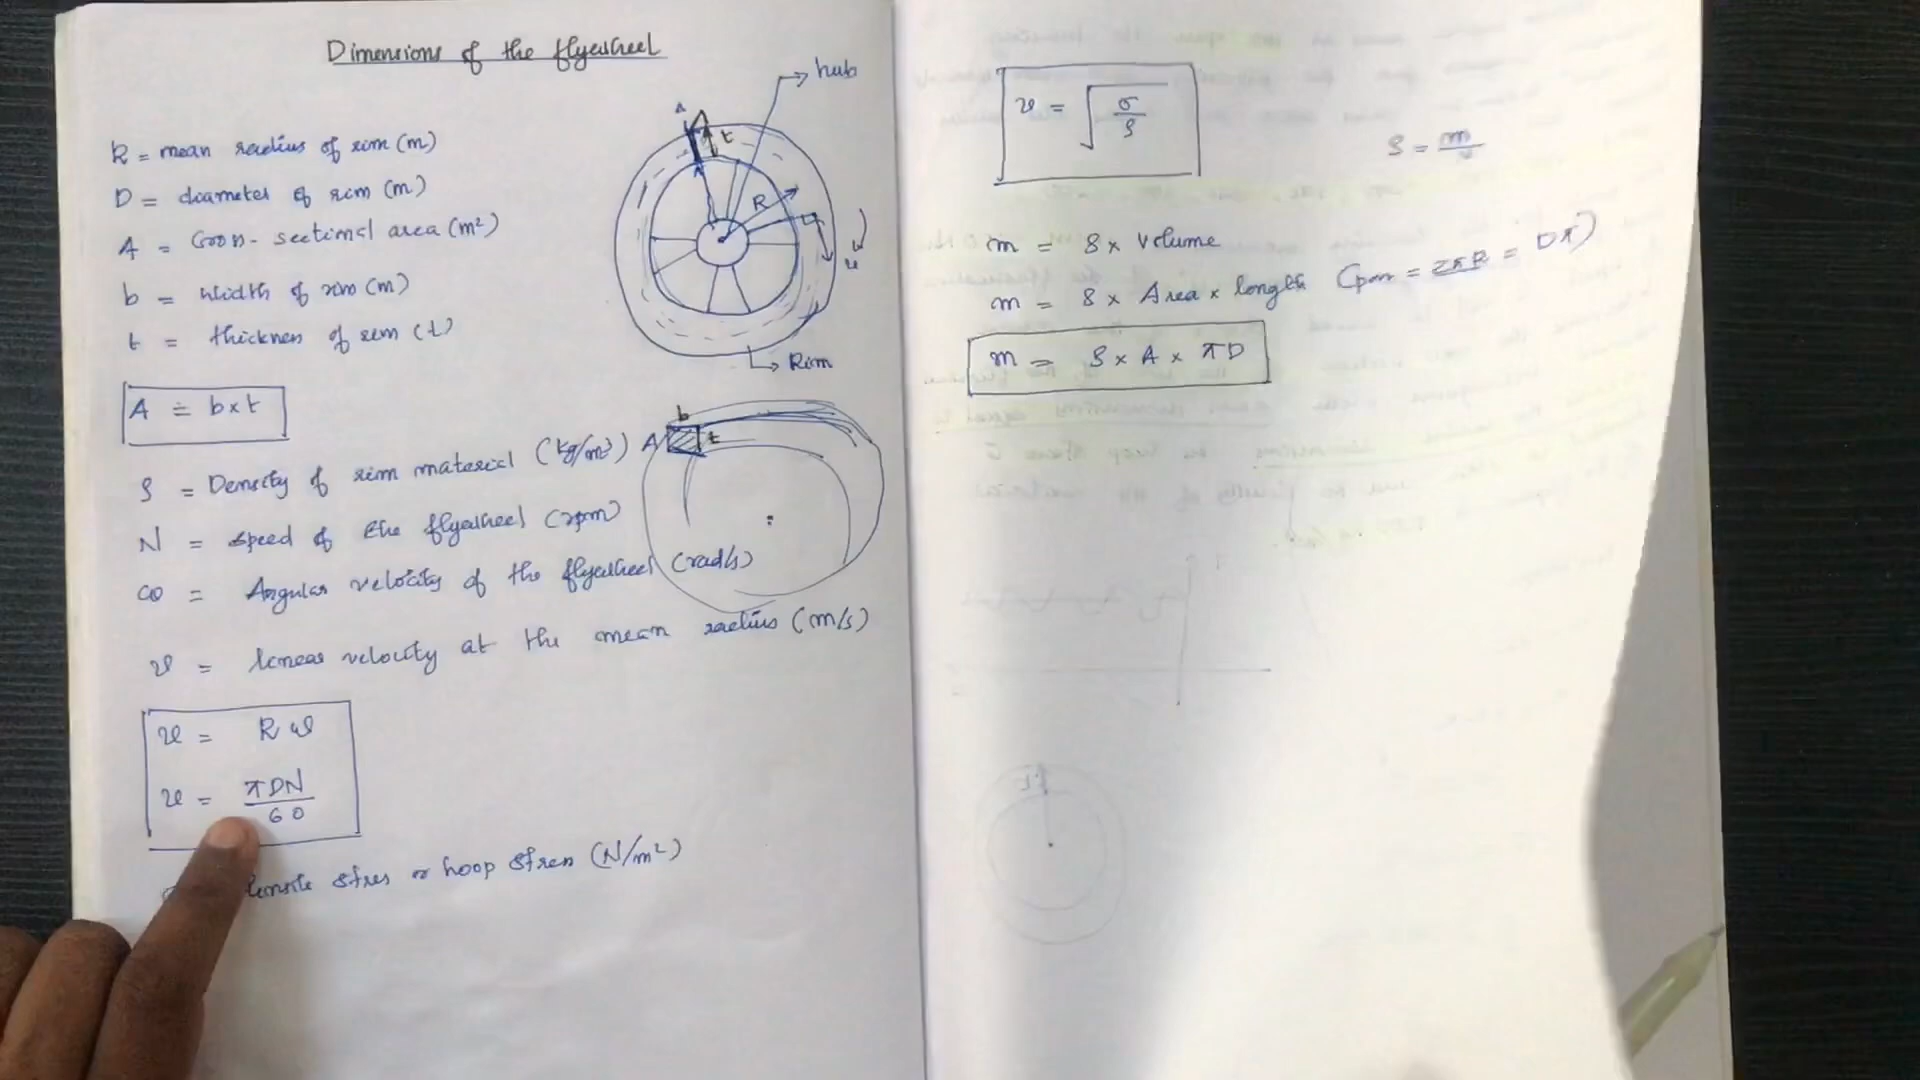 Dimensions of the flywheel
hub
A
t
R = mean radius of rim (m)
D = diameter of rim (m)
A = Cross-sectional area (m²)
b = width of rim (m)
t = thickness of rim (t)
R
v
Rim
A = b×t
b
A
t
ρ = Density of rim material (kg/m³)
N = speed of the flywheel (rpm)
ω = Angular velocity of the flywheel (rad/s)
v = linear velocity at the mean radius (m/s)
v = R ω
v = πDN/60
tensile stress or hoop stress (N/m²)
v = √(σ/ρ)
ρ = m/v
m = ρ × volume
m = ρ × Area × length (pm = 2πR = Dπ)
m = ρ × A × πD